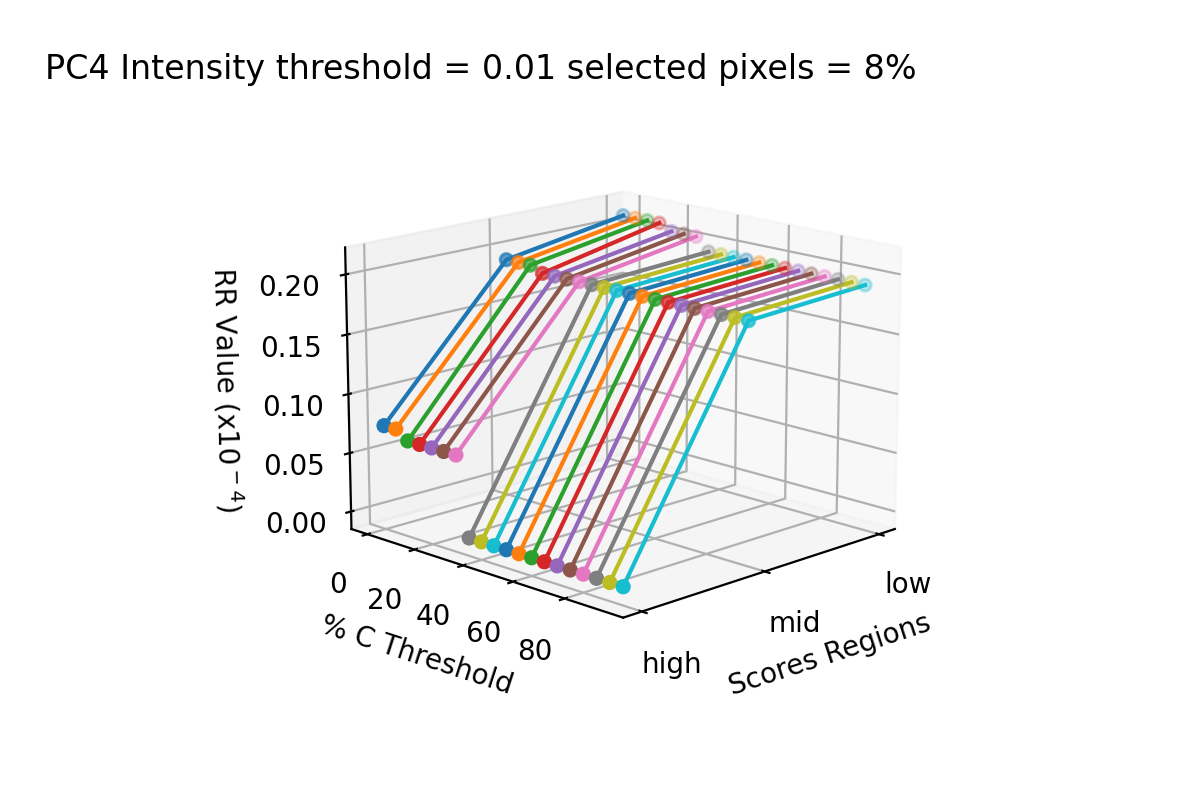 PC4 Intensity threshold = 0.01 selected pixels = 8%
RR Value (x10⁻⁴)
0.20
0.15
0.10
0.05
0.00
0
20
40
60
80
% C Threshold
high
mid
low
Scores Regions